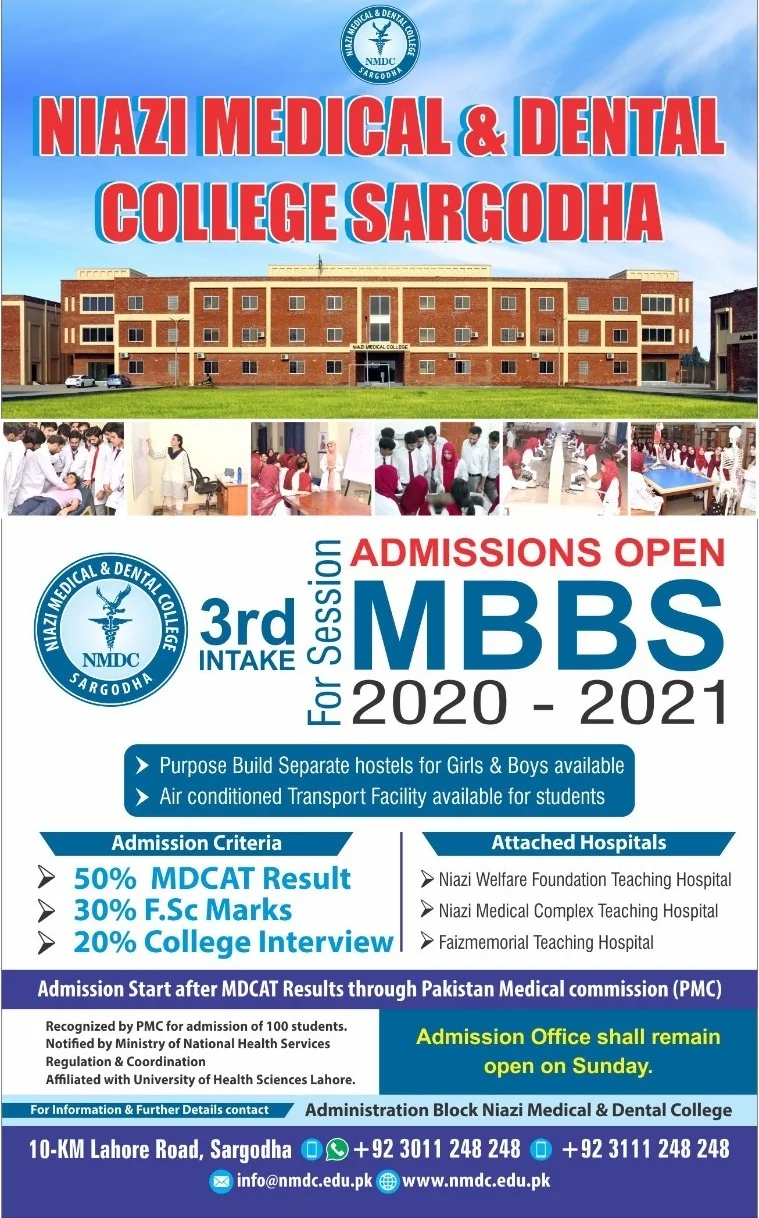 NIAZI MEDICAL & DENTAL COLLEGE
NMDC
SARGODHA
NIAZI MEDICAL & DENTAL
COLLEGE SARGODHA
NIAZI MEDICAL COLLEGE
NIAZI MEDICAL & DENTAL COLLEGE
NMDC
SARGODHA
3rd
INTAKE
For Session
ADMISSIONS OPEN
MBBS
2020 - 2021
Purpose Build Separate hostels for Girls & Boys available
Air conditioned Transport Facility available for students
Admission Criteria
50% MDCAT Result
30% F.Sc Marks
20% College Interview
Attached Hospitals
Niazi Welfare Foundation Teaching Hospital
Niazi Medical Complex Teaching Hospital
Faizmemorial Teaching Hospital
Admission Start after MDCAT Results through Pakistan Medical commission (PMC)
Recognized by PMC for admission of 100 students.
Notified by Ministry of National Health Services
Regulation & Coordination
Affiliated with University of Health Sciences Lahore.
Admission Office shall remain
open on Sunday.
For Information & Further Details contact
Administration Block Niazi Medical & Dental College
10-KM Lahore Road, Sargodha +92 3011 248 248 +92 3111 248 248
info@nmdc.edu.pk www.nmdc.edu.pk